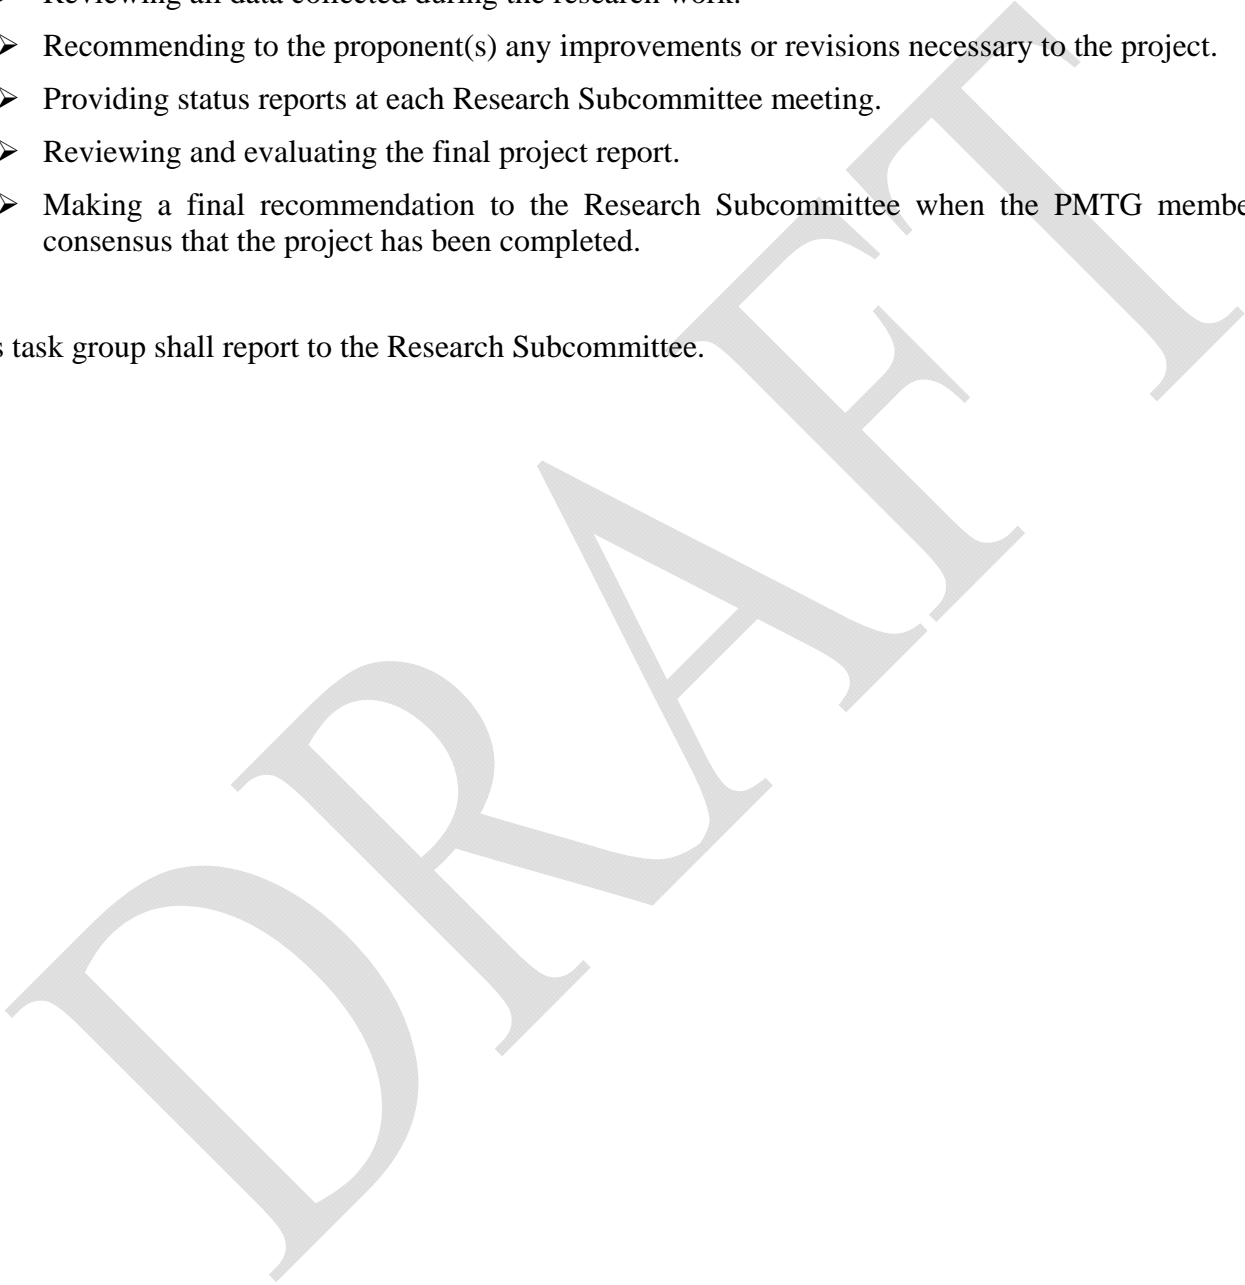 Reviewing all data collected during the research work.
➢ Recommending to the proponent(s) any improvements or revisions necessary to the project.
➢ Providing status reports at each Research Subcommittee meeting.
➢ Reviewing and evaluating the final project report.
➢ Making a final recommendation to the Research Subcommittee when the PMTG membe
consensus that the project has been completed.
s task group shall report to the Research Subcommittee.
DRAFT